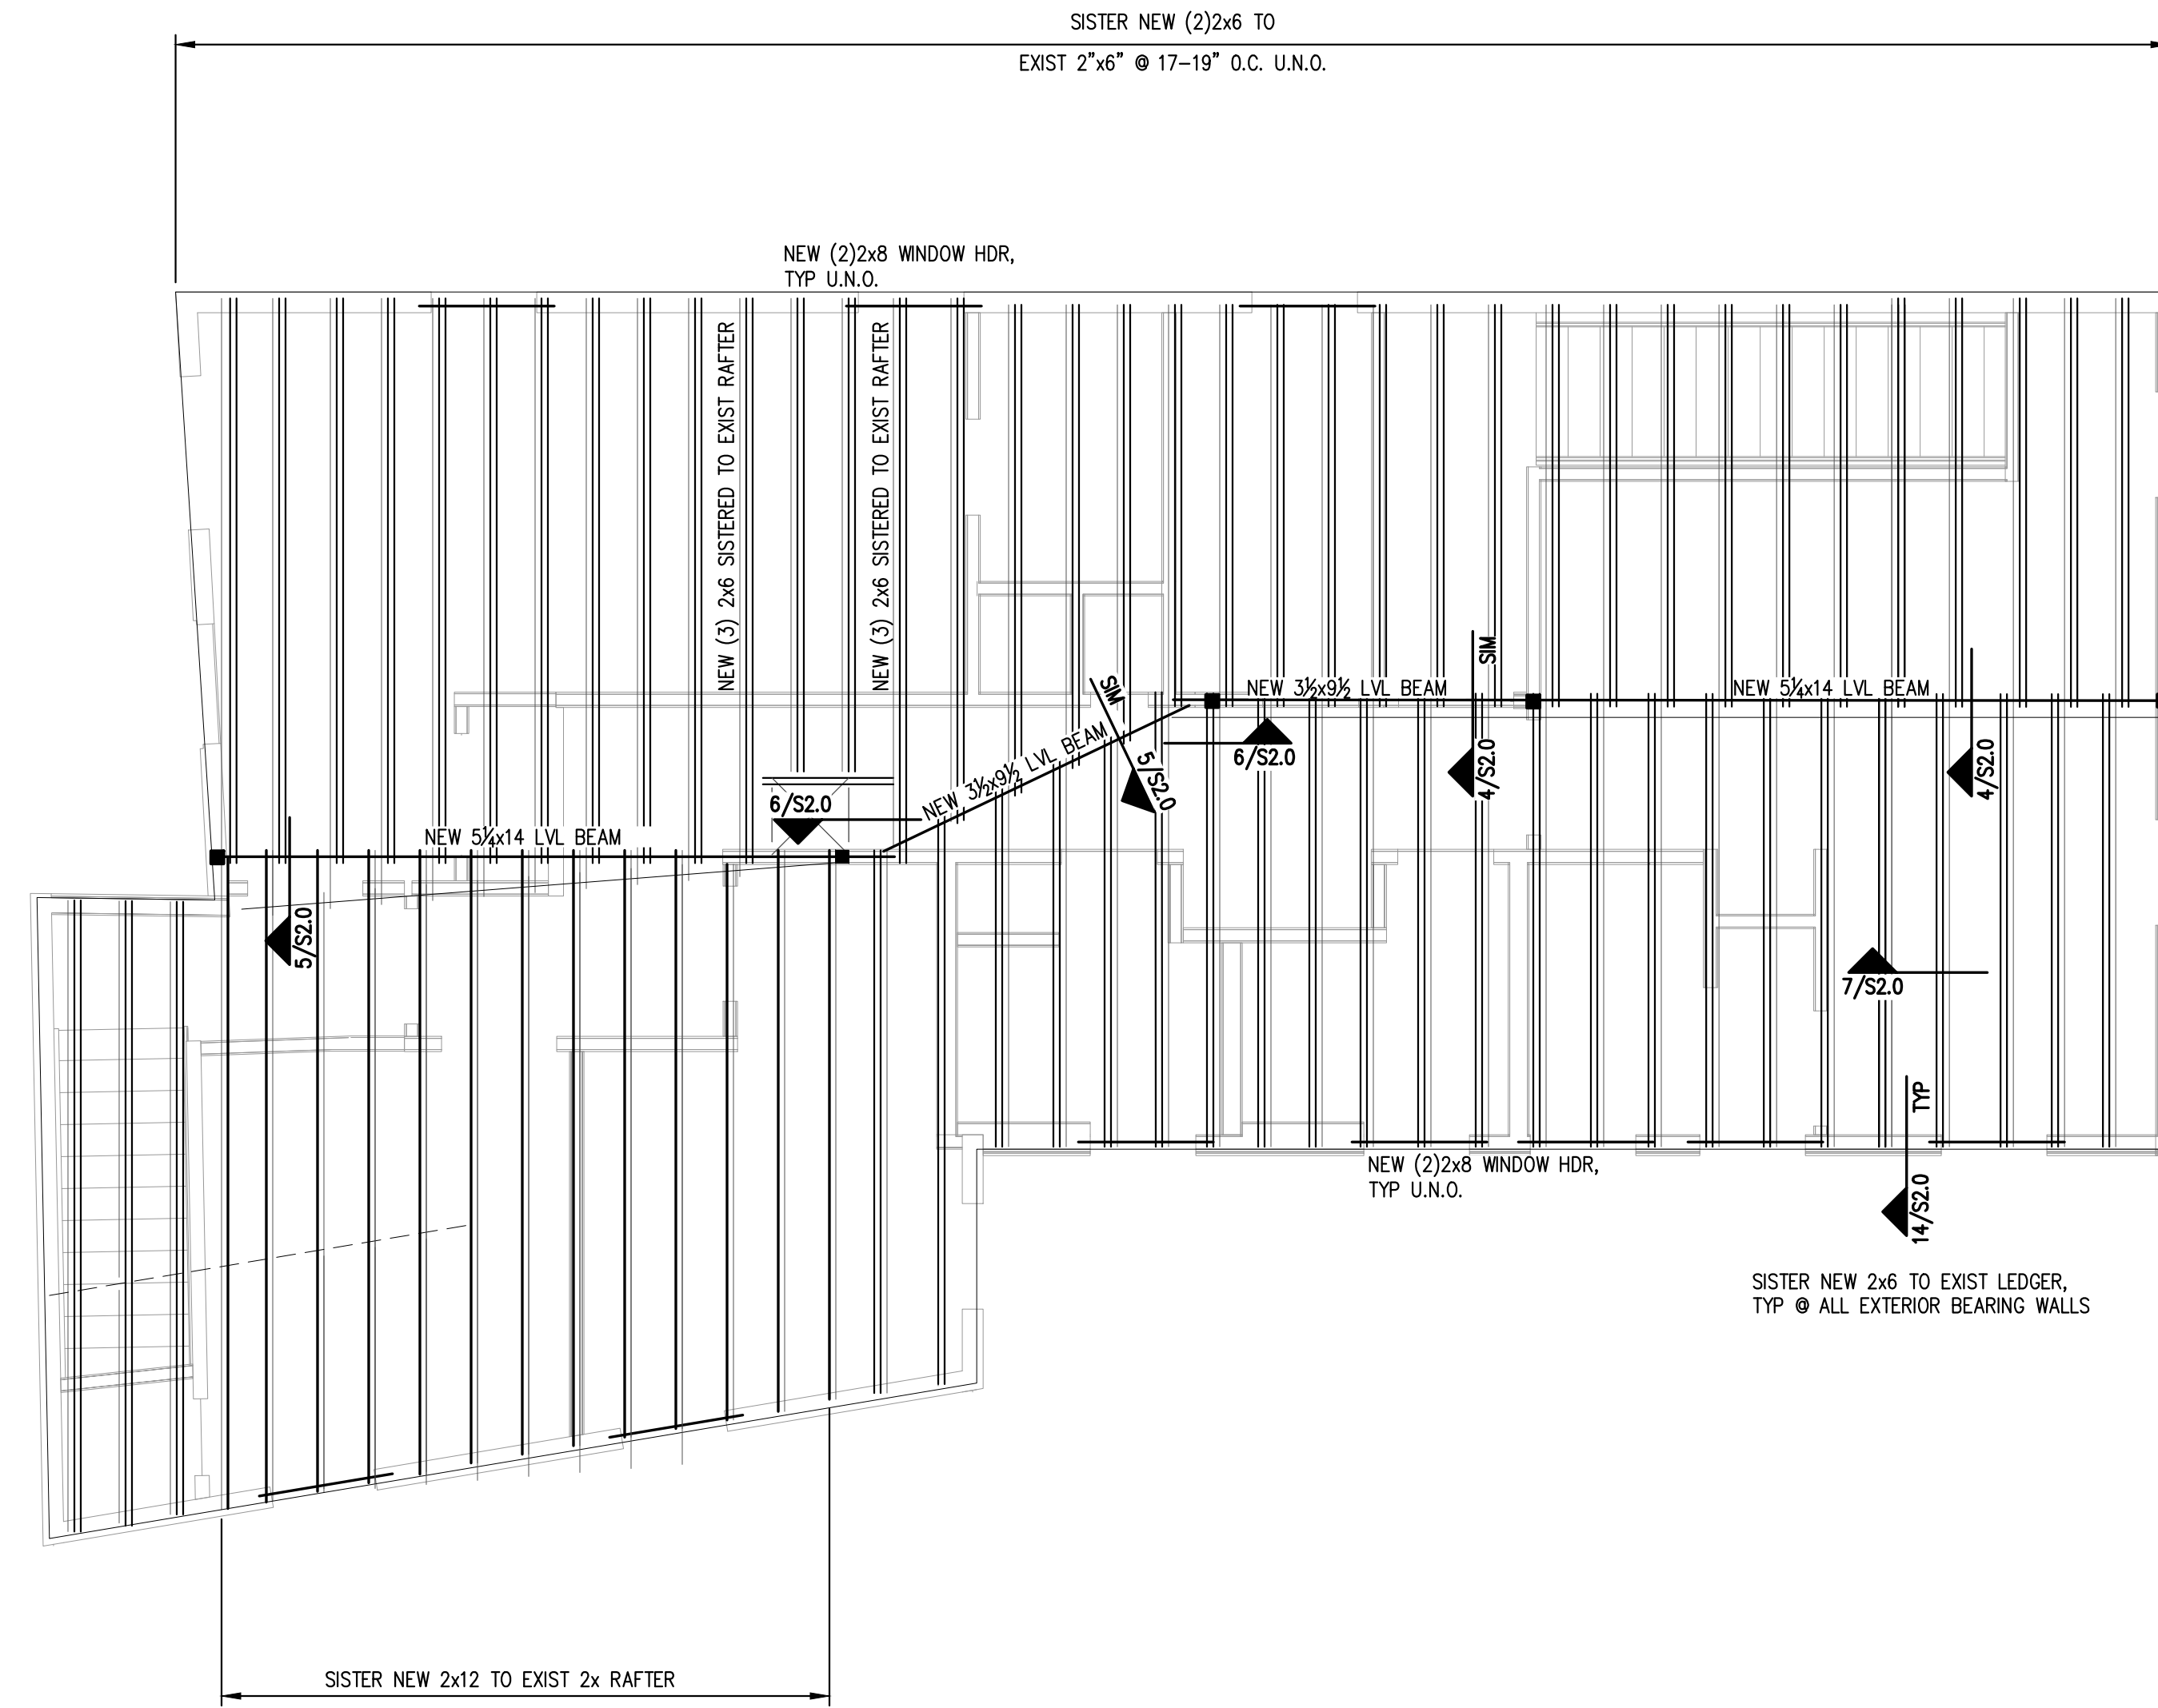 SISTER NEW (2)2x6 TO
EXIST 2"x6" @ 17-19" O.C. U.N.O.
NEW (2)2x8 WINDOW HDR,
TYP U.N.O.
NEW (3) 2x6 SISTERED TO EXIST RAFTER
NEW (3) 2x6 SISTERED TO EXIST RAFTER
SIM
SIM
NEW 3½x9½ LVL BEAM
NEW 5¼x14 LVL BEAM
NEW 3½x9½ LVL BEAM
5/S2.0
6/S2.0
4/S2.0
4/S2.0
6/S2.0
NEW 5¼x14 LVL BEAM
5/S2.0
7/S2.0
TYP
14/S2.0
NEW (2)2x8 WINDOW HDR,
TYP U.N.O.
SISTER NEW 2x6 TO EXIST LEDGER,
TYP @ ALL EXTERIOR BEARING WALLS
SISTER NEW 2x12 TO EXIST 2x RAFTER